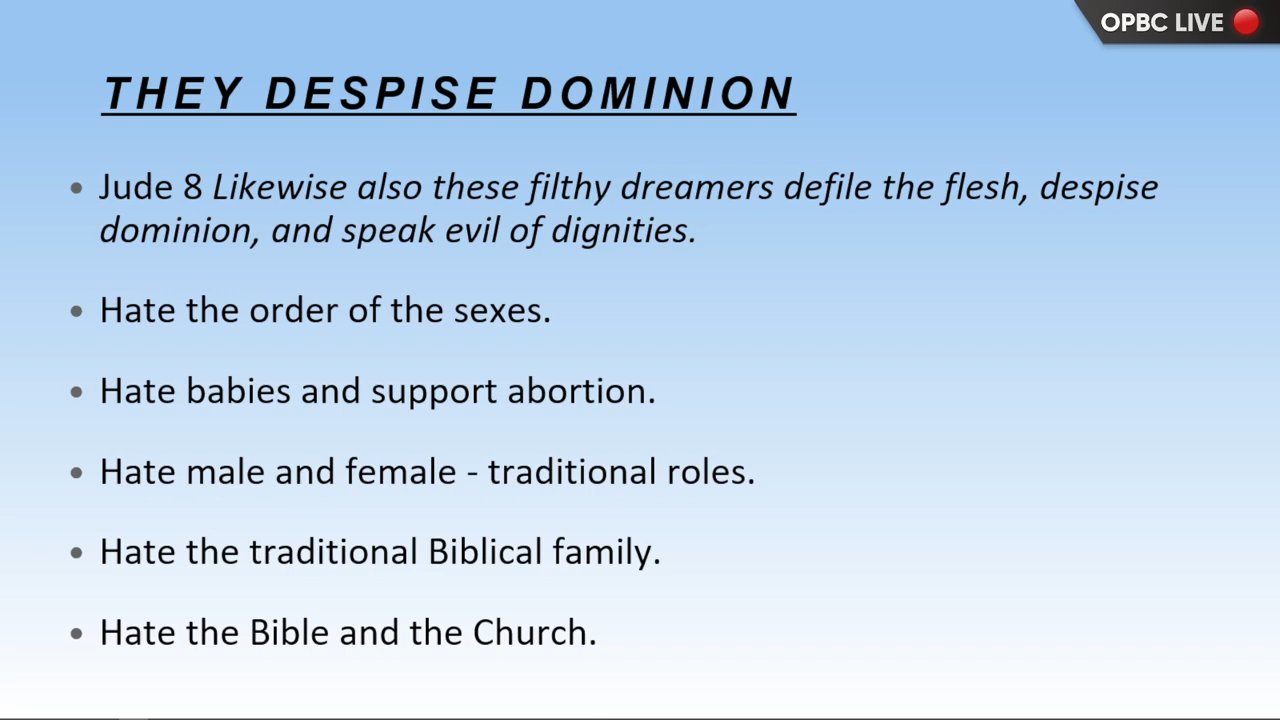 OPBC LIVE
THEY DESPISE DOMINION
• Jude 8 Likewise also these filthy dreamers defile the flesh, despise
dominion, and speak evil of dignities.
• Hate the order of the sexes.
• Hate babies and support abortion.
• Hate male and female - traditional roles.
• Hate the traditional Biblical family.
• Hate the Bible and the Church.